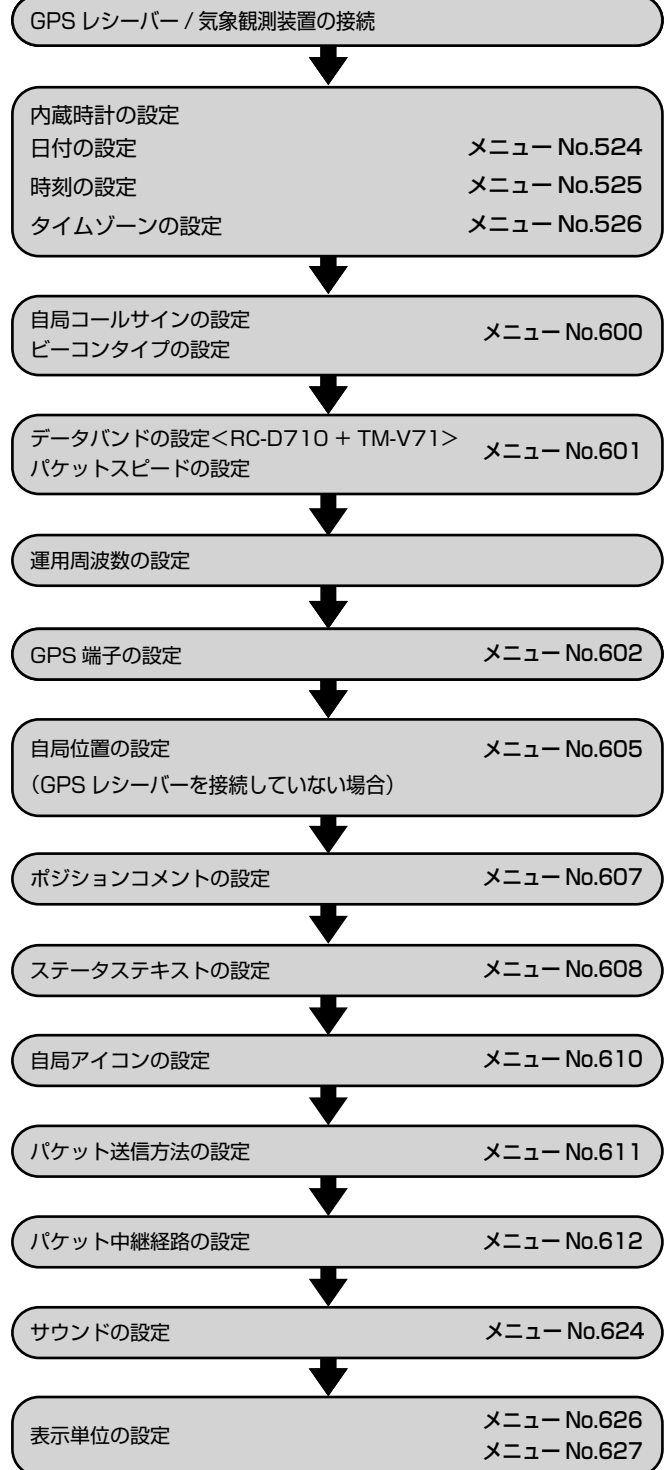 GPS レシーバー / 気象観測装置の接続
内蔵時計の設定
日付の設定 メニュー No.524
時刻の設定 メニュー No.525
タイムゾーンの設定 メニュー No.526
自局コールサインの設定
ビーコンタイプの設定
メニュー No.600
データバンドの設定＜RC-D710 + TM-V71＞
パケットスピードの設定
メニュー No.601
運用周波数の設定
GPS 端子の設定 メニュー No.602
自局位置の設定 メニュー No.605
（GPS レシーバーを接続していない場合）
ポジションコメントの設定 メニュー No.607
ステータステキストの設定 メニュー No.608
自局アイコンの設定 メニュー No.610
パケット送信方法の設定 メニュー No.611
パケット中継経路の設定 メニュー No.612
サウンドの設定 メニュー No.624
表示単位の設定
メニュー No.626
メニュー No.627